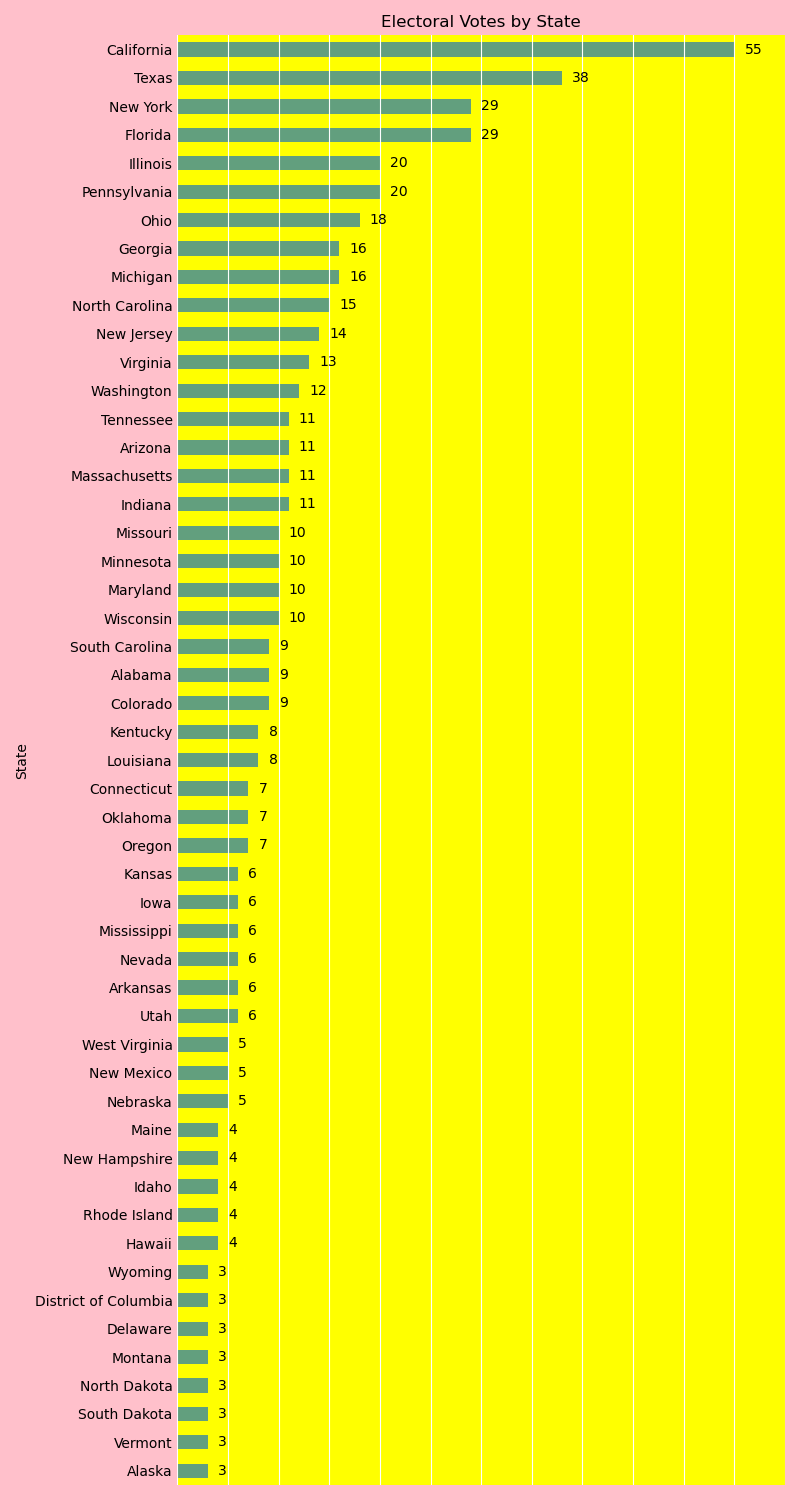 Electoral Votes by State
California 55
Texas 38
New York 29
Florida 29
Illinois 20
Pennsylvania 20
Ohio 18
Georgia 16
Michigan 16
North Carolina 15
New Jersey 14
Virginia 13
Washington 12
Tennessee 11
Arizona 11
Massachusetts 11
Indiana 11
Missouri 10
Minnesota 10
Maryland 10
Wisconsin 10
South Carolina 9
Alabama 9
Colorado 9
Kentucky 8
Louisiana 8
Connecticut 7
Oklahoma 7
Oregon 7
Kansas 6
Iowa 6
Mississippi 6
Nevada 6
Arkansas 6
Utah 6
West Virginia 5
New Mexico 5
Nebraska 5
Maine 4
New Hampshire 4
Idaho 4
Rhode Island 4
Hawaii 4
Wyoming 3
District of Columbia 3
Delaware 3
Montana 3
North Dakota 3
South Dakota 3
Vermont 3
Alaska 3
State